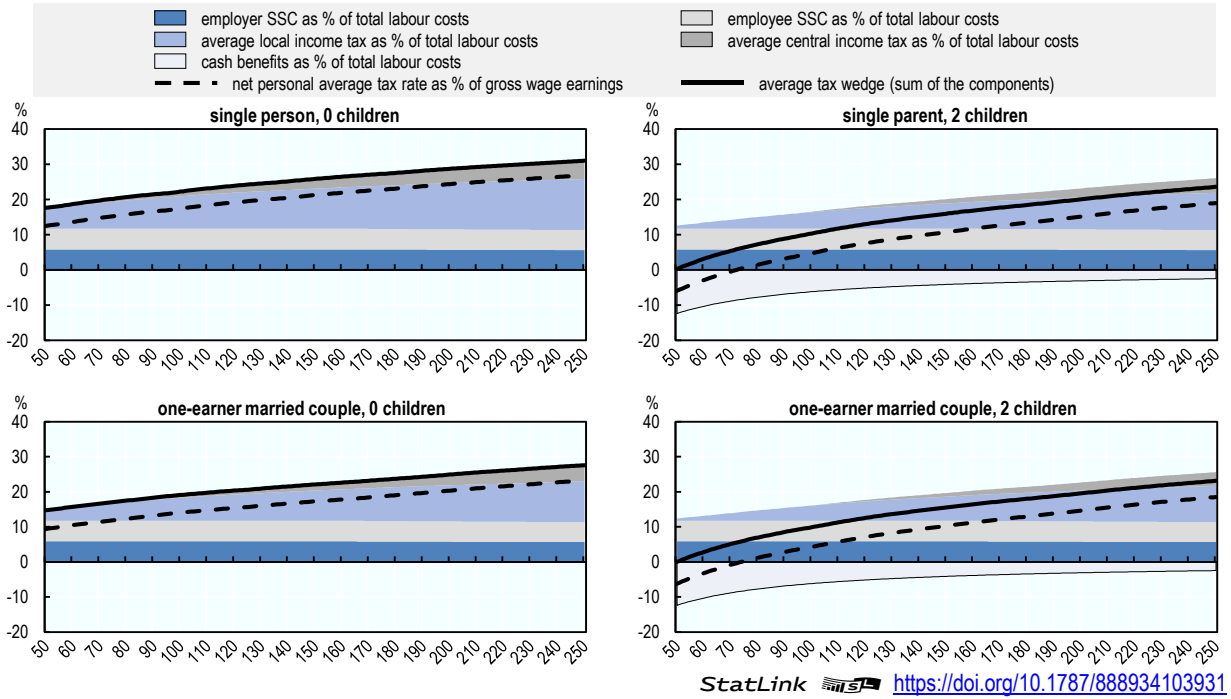 employer SSC as % of total labour costs
employee SSC as % of total labour costs
average local income tax as % of total labour costs
average central income tax as % of total labour costs
cash benefits as % of total labour costs
net personal average tax rate as % of gross wage earnings
average tax wedge (sum of the components)
%
single person, 0 children
40
30
20
10
0
-10
-20
50 60 70 80 90 100 110 120 130 140 150 160 170 180 190 200 210 220 230 240 250
%
single parent, 2 children
40
30
20
10
0
-10
-20
50 60 70 80 90 100 110 120 130 140 150 160 170 180 190 200 210 220 230 240 250
%
one-earner married couple, 0 children
40
30
20
10
0
-10
-20
50 60 70 80 90 100 110 120 130 140 150 160 170 180 190 200 210 220 230 240 250
%
one-earner married couple, 2 children
40
30
20
10
0
-10
-20
50 60 70 80 90 100 110 120 130 140 150 160 170 180 190 200 210 220 230 240 250
StatLink https://doi.org/10.1787/888934103931